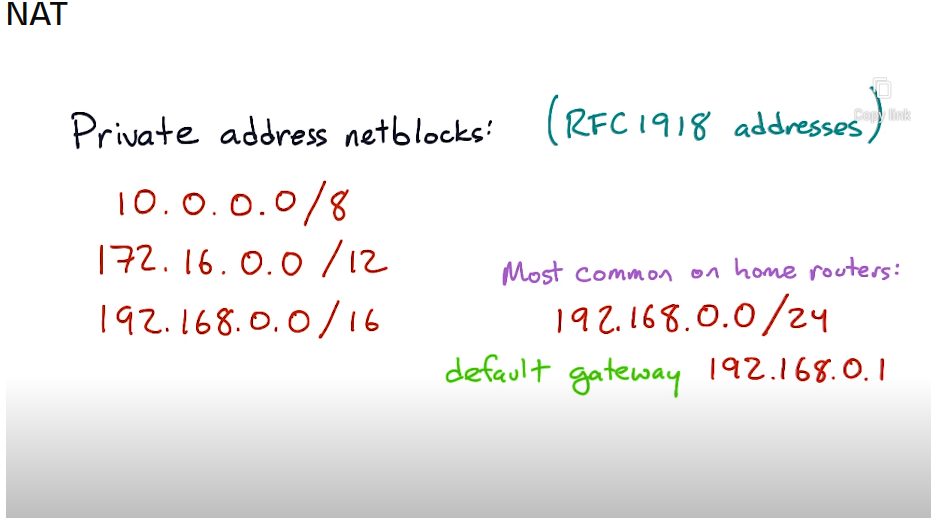 NAT
Private address netblocks: (RFC 1918 addresses)
Copy link
10.0.0.0/8
172.16.0.0/12
192.168.0.0/16
Most common on home routers:
192.168.0.0/24
default gateway 192.168.0.1